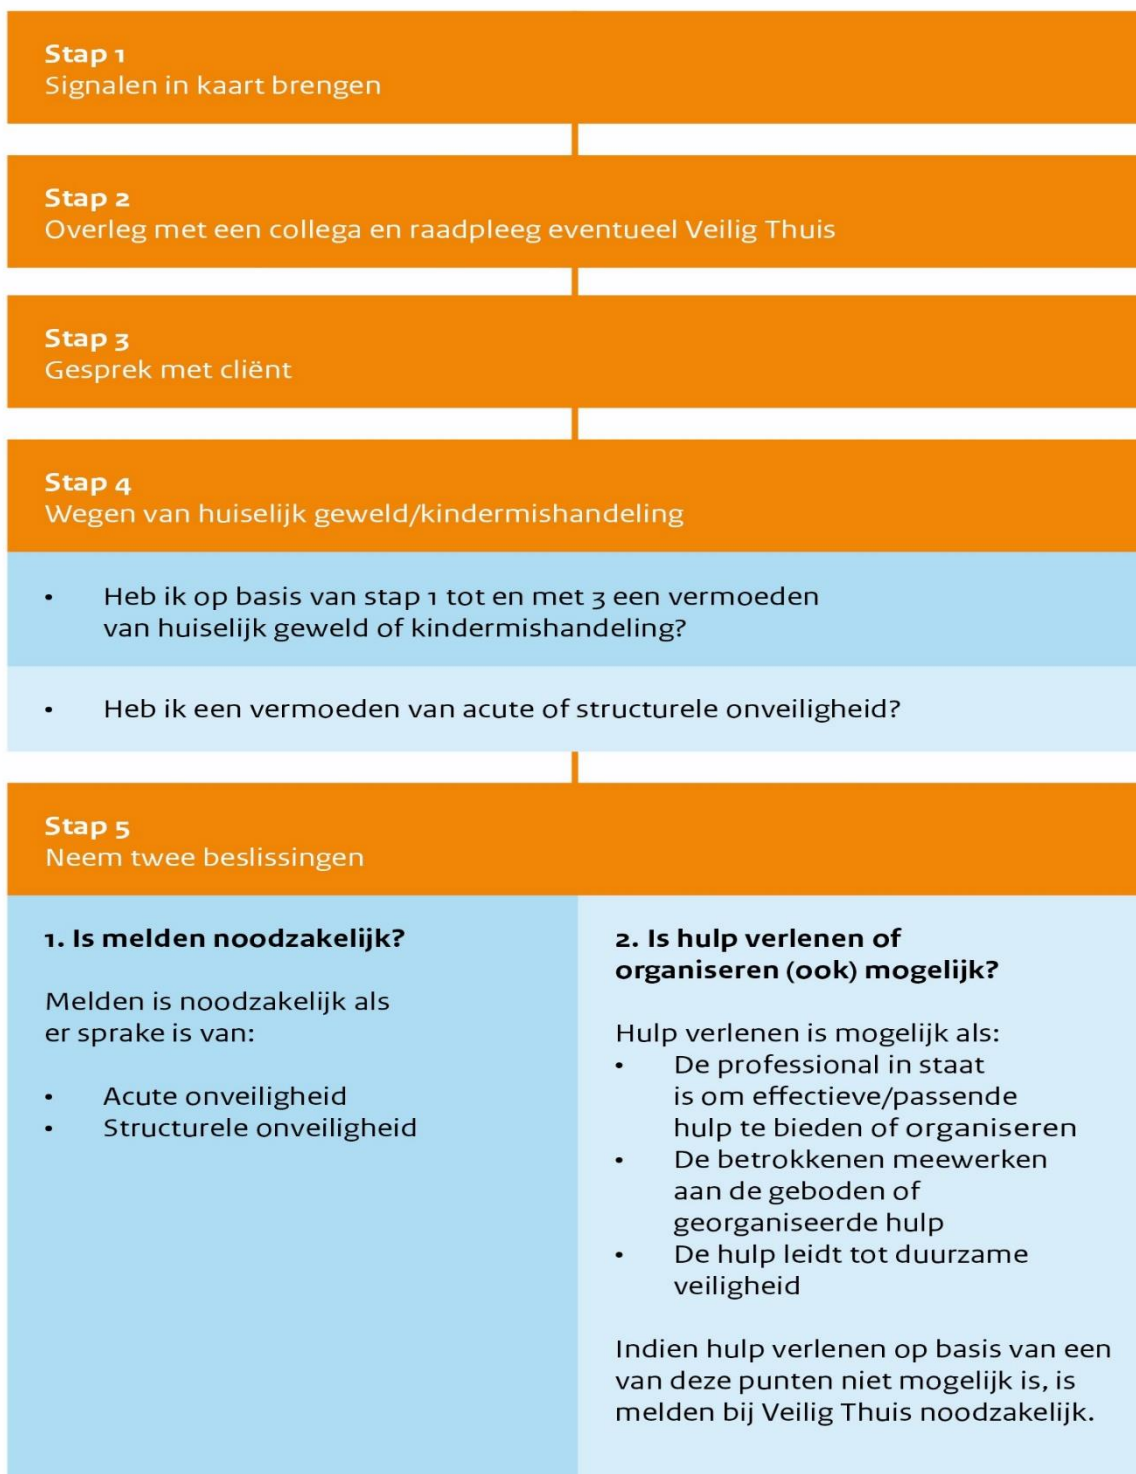 Stap 1
Signalen in kaart brengen
Stap 2
Overleg met een collega en raadpleeg eventueel Veilig Thuis
Stap 3
Gesprek met cliënt
Stap 4
Wegen van huiselijk geweld/kindermishandeling
• Heb ik op basis van stap 1 tot en met 3 een vermoeden
van huiselijk geweld of kindermishandeling?
• Heb ik een vermoeden van acute of structurele onveiligheid?
Stap 5
Neem twee beslissingen
1. Is melden noodzakelijk?
Melden is noodzakelijk als
er sprake is van:
• Acute onveiligheid
• Structurele onveiligheid
2. Is hulp verlenen of
organiseren (ook) mogelijk?
Hulp verlenen is mogelijk als:
• De professional in staat
is om effectieve/passende
hulp te bieden of organiseren
• De betrokkenen meewerken
aan de geboden of
georganiseerde hulp
• De hulp leidt tot duurzame
veiligheid
Indien hulp verlenen op basis van een
van deze punten niet mogelijk is, is
melden bij Veilig Thuis noodzakelijk.